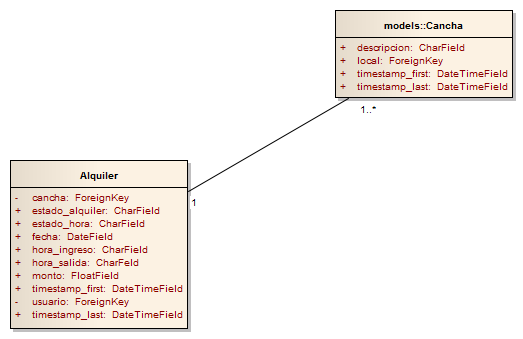 models::Cancha
+ descripcion: CharField
+ local: ForeignKey
+ timestamp_first: DateTimeField
+ timestamp_last: DateTimeField
1..*
Alquiler
- cancha: ForeignKey
+ estado_alquiler: CharField
+ estado_hora: CharField
+ fecha: DateField
+ hora_ingreso: CharField
+ hora_salida: CharFeld
+ monto: FloatField
+ timestamp_first: DateTimeField
- usuario: ForeignKey
+ timestamp_last: DateTimeField
1